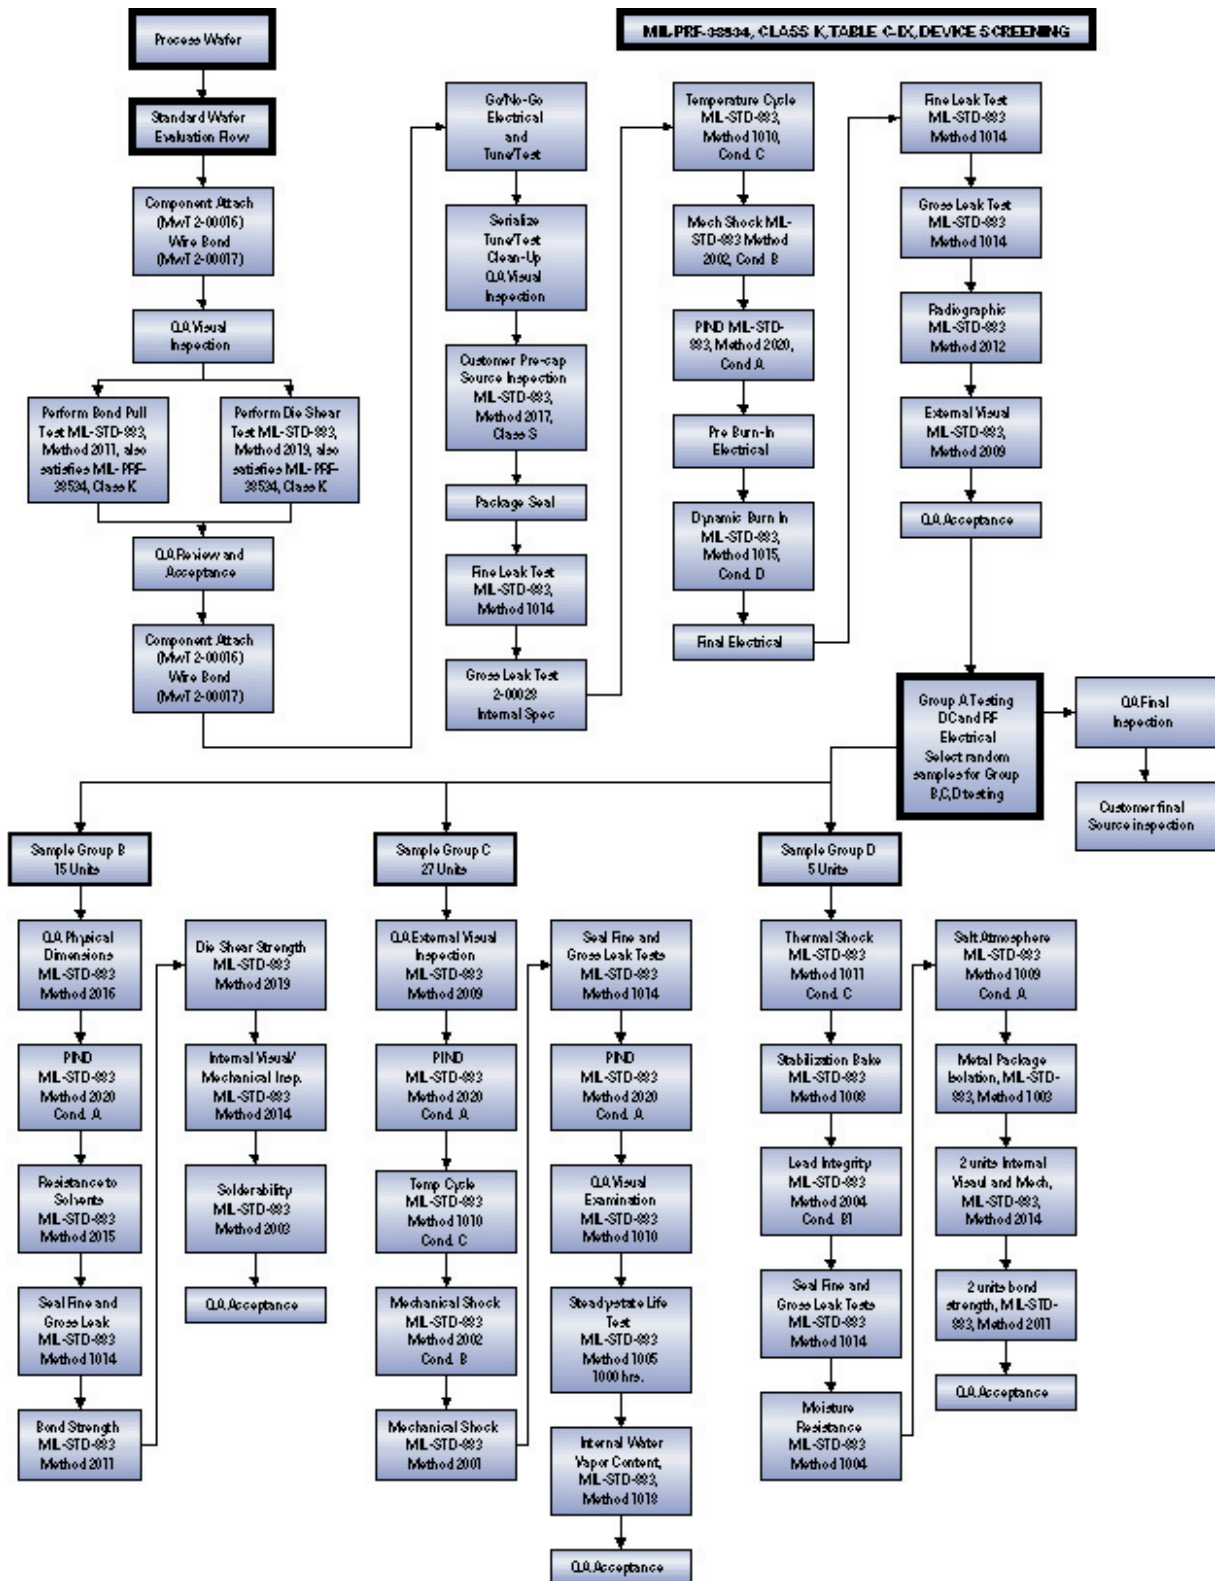 Process Wafer
MIL-PRF-38534, CLASS K, TABLE C-IX, DEVICE SCREENING
Standard Wafer
Evaluation Flow
Component Attach
(MwT 2-00016)
Wire Bond
(MwT 2-00017)
QA Visual
Inspection
Perform Bond Pull
Test MIL-STD-883,
Method 2011, also
satisfies MIL-PRF-
38534, Class K
Perform Die Shear
Test MIL-STD-883,
Method 2019, also
satisfies MIL-PRF-
38534, Class K
QA Review and
Acceptance
Component Attach
(MwT 2-00016)
Wire Bond
(MwT 2-00017)
Go/No-Go
Electrical
and
Tune/Test
Serialize
Tune/Test
Clean-Up
QA Visual
Inspection
Customer Pre-cap
Source Inspection
MIL-STD-883,
Method 2017,
Class S
Package Seal
Fine Leak Test
MIL-STD-883,
Method 1014
Gross Leak Test
2-00028
Internal Spec
Temperature Cycle
MIL-STD-883,
Method 1010,
Cond. C
Mech Shock MIL-
STD-883 Method
2002, Cond B
PIND MIL-STD-
883, Method 2020,
Cond A
Pre Burn-In
Electrical
Dynamic Burn In
MIL-STD-883,
Method 1015,
Cond. D
Final Electrical
Fine Leak Test
MIL-STD-883
Method 1014
Gross Leak Test
MIL-STD-883
Method 1014
Radiographic
MIL-STD-883
Method 2012
External Visual
MIL-STD-883,
Method 2009
QA Acceptance
Group A Testing
DC and RF
Electrical
Select random
samples for Group
B,C,D testing
QA Final
Inspection
Customer final
Source inspection
Sample Group B
15 Units
QA Physical
Dimensions
MIL-STD-883
Method 2016
PIND
MIL-STD-883
Method 2020
Cond. A
Resistance to
Solvents
MIL-STD-883
Method 2015
Seal Fine and
Gross Leak
MIL-STD-883
Method 1014
Bond Strength
MIL-STD-883
Method 2011
Die Shear Strength
MIL-STD-883
Method 2019
Internal Visual/
Mechanical Insp.
MIL-STD-883
Method 2014
Solderability
MIL-STD-883
Method 2003
QA Acceptance
Sample Group C
27 Units
QA External Visual
Inspection
MIL-STD-883
Method 2009
PIND
MIL-STD-883
Method 2020
Cond. A
Temp Cycle
MIL-STD-883
Method 1010
Cond. C
Mechanical Shock
MIL-STD-883
Method 2002
Cond. B
Mechanical Shock
MIL-STD-883
Method 2001
Seal Fine and
Gross Leak Tests
MIL-STD-883
Method 1014
PIND
MIL-STD-883
Method 2020
Cond. A
QA Visual
Examination
MIL-STD-883
Method 1010
Steadystate Life
Test
MIL-STD-883
Method 1005
1000 hrs.
Internal Water
Vapor Content,
MIL-STD-883,
Method 1018
QA Acceptance
Sample Group D
5 Units
Thermal Shock
MIL-STD-883
Method 1011
Cond. C
Stabilization Bake
MIL-STD-883
Method 1008
Lead Integrity
MIL-STD-883
Method 2004
Cond. B1
Seal Fine and
Gross Leak Tests
MIL-STD-883
Method 1014
Moisture
Resistance
MIL-STD-883
Method 1004
Salt Atmosphere
MIL-STD-883
Method 1009
Cond. A
Metal Package
Isolation, MIL-STD-
883, Method 1003
2 units Internal
Visaul and Mech,
MIL-STD-883,
Method 2014
2 units bond
strength, MIL-STD-
883, Method 2011
QA Acceptance